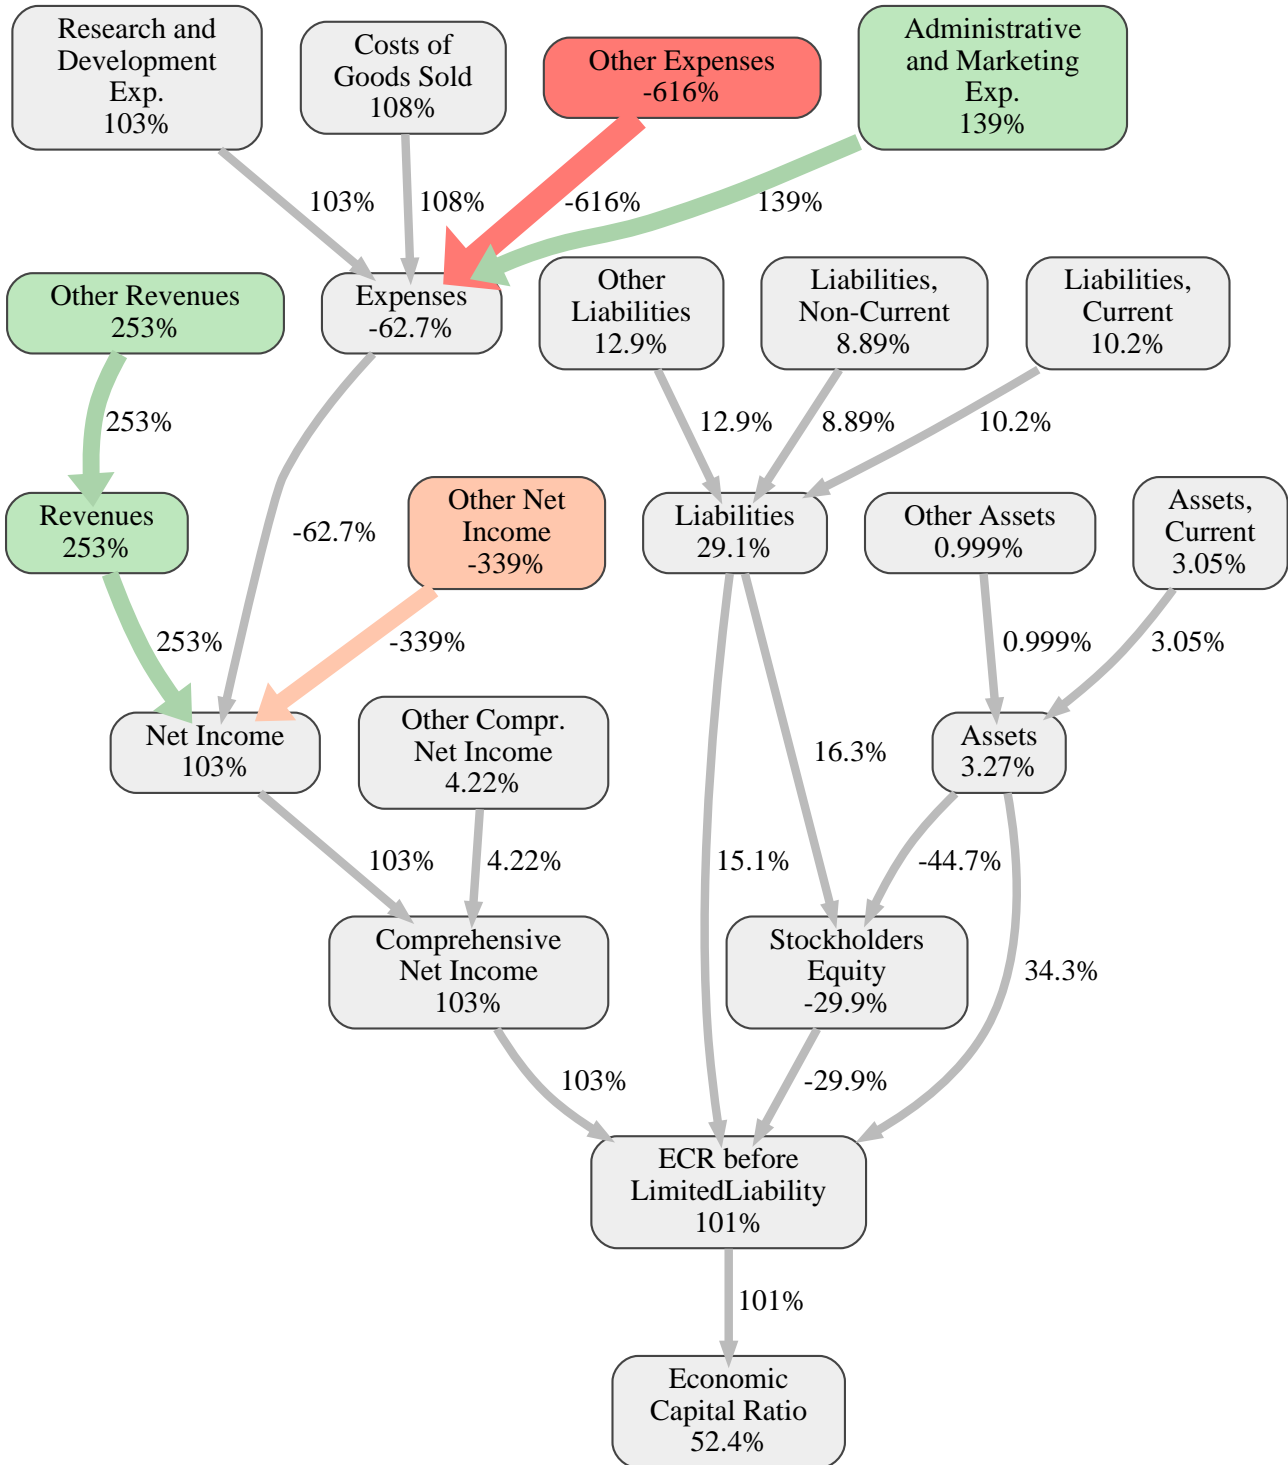 Research and
Development
Exp.
103%
Costs of
Goods Sold
108%
Other Expenses
-616%
Administrative
and Marketing
Exp.
139%
103%
108%
-616%
139%
Other Revenues
253%
Expenses
-62.7%
Other
Liabilities
12.9%
Liabilities,
Non-Current
8.89%
Liabilities,
Current
10.2%
253%
12.9%
8.89%
10.2%
Revenues
253%
-62.7%
Other Net
Income
-339%
Liabilities
29.1%
Other Assets
0.999%
Assets,
Current
3.05%
253%
-339%
0.999%
3.05%
Net Income
103%
Other Compr.
Net Income
4.22%
16.3%
Assets
3.27%
103%
4.22%
15.1%
-44.7%
Comprehensive
Net Income
103%
Stockholders
Equity
-29.9%
34.3%
103%
-29.9%
ECR before
LimitedLiability
101%
101%
Economic
Capital Ratio
52.4%